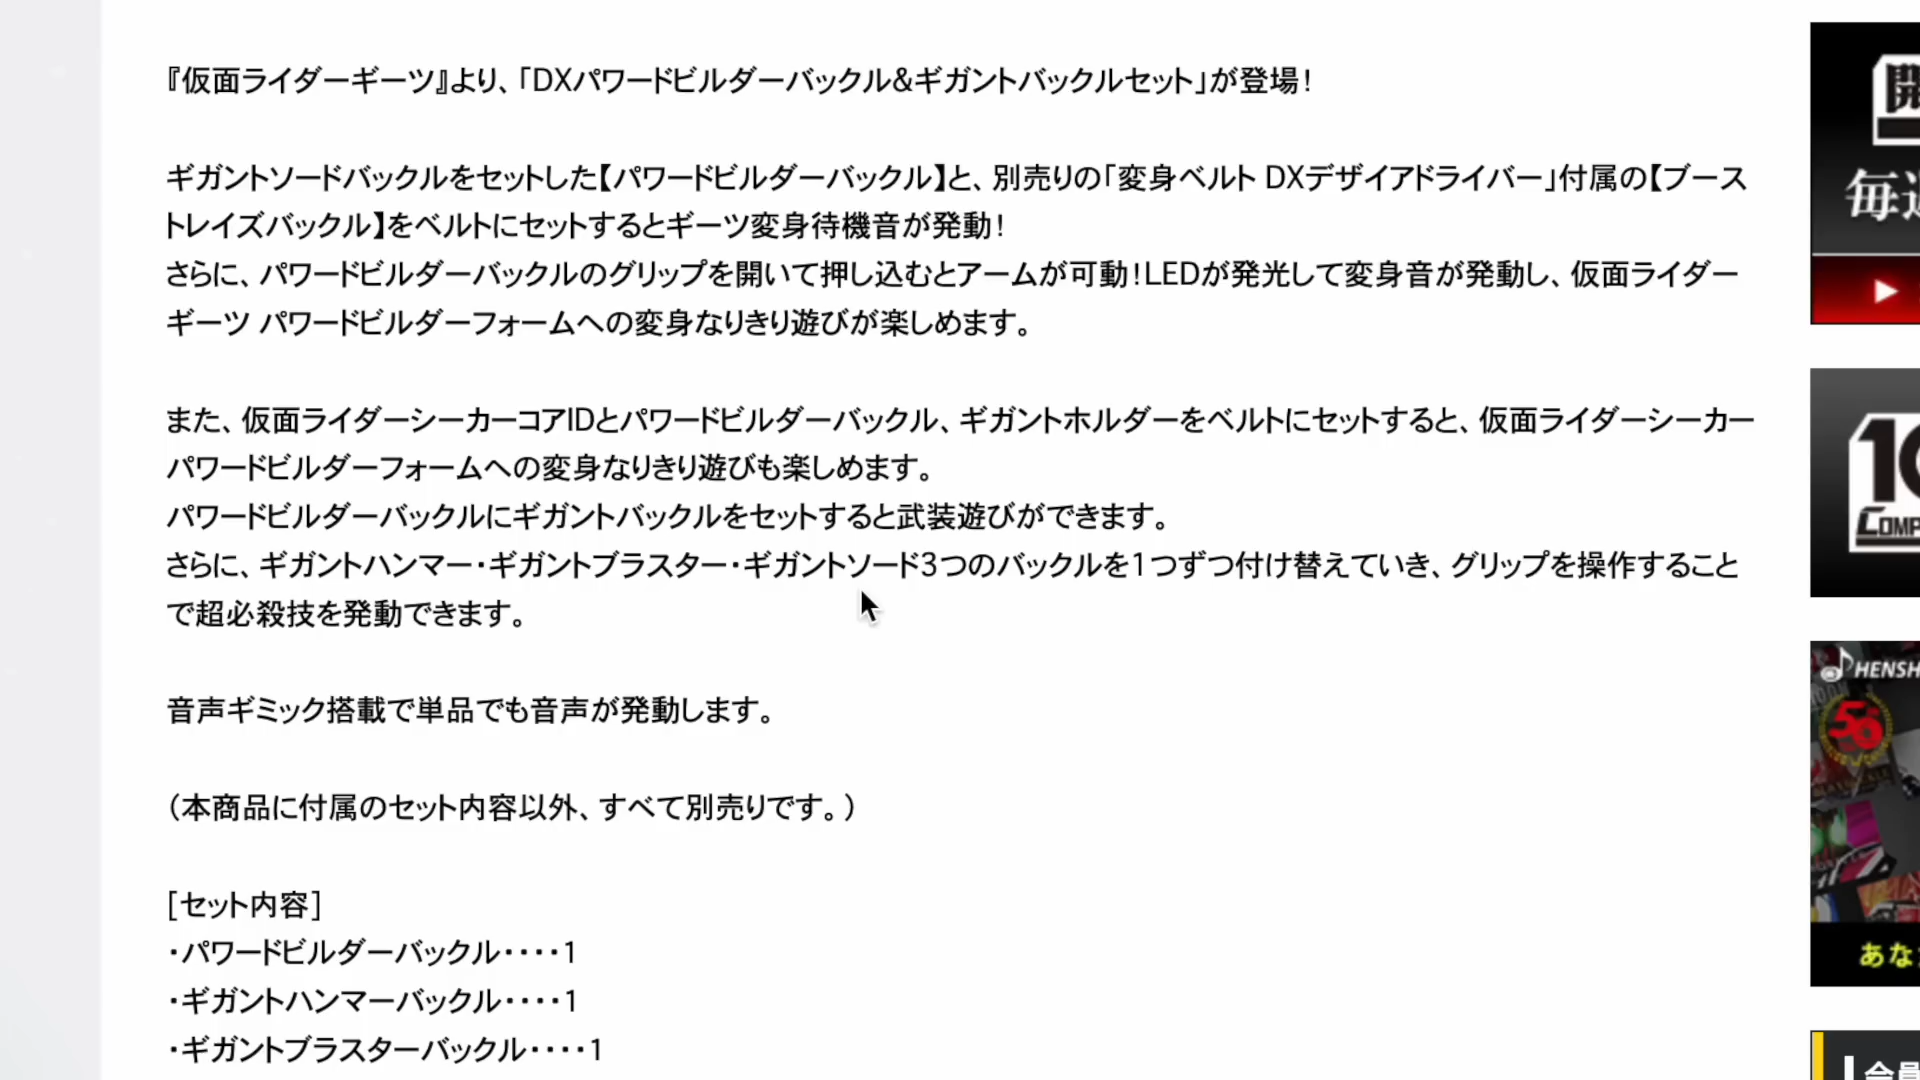 『仮面ライダーギーツ』より、「DXパワードビルダーバックル&ギガントバックルセット」が登場!
ギガントソードバックルをセットした【パワードビルダーバックル】と、別売りの「変身ベルト DXデザイアドライバー」付属の【ブース
トレイズバックル】をベルトにセットするとギーツ変身待機音が発動!
さらに、パワードビルダーバックルのグリップを開いて押し込むとアームが可動!LEDが発光して変身音が発動し、仮面ライダー
ギーツ パワードビルダーフォームへの変身なりきり遊びが楽しめます。
また、仮面ライダーシーカーコアIDとパワードビルダーバックル、ギガントホルダーをベルトにセットすると、仮面ライダーシーカー
パワードビルダーフォームへの変身なりきり遊びも楽しめます。
パワードビルダーバックルにギガントバックルをセットすると武装遊びができます。
さらに、ギガントハンマー・ギガントブラスター・ギガントソード3つのバックルを1つずつ付け替えていき、グリップを操作すること
で超必殺技を発動できます。
音声ギミック搭載で単品でも音声が発動します。
(本商品に付属のセット内容以外、すべて別売りです。)
[セット内容]
・パワードビルダーバックル・・・・1
・ギガントハンマーバックル・・・・1
・ギガントブラスターバックル・・・・1
開
毎週
10
COMP
HENSH
56
あな
会員